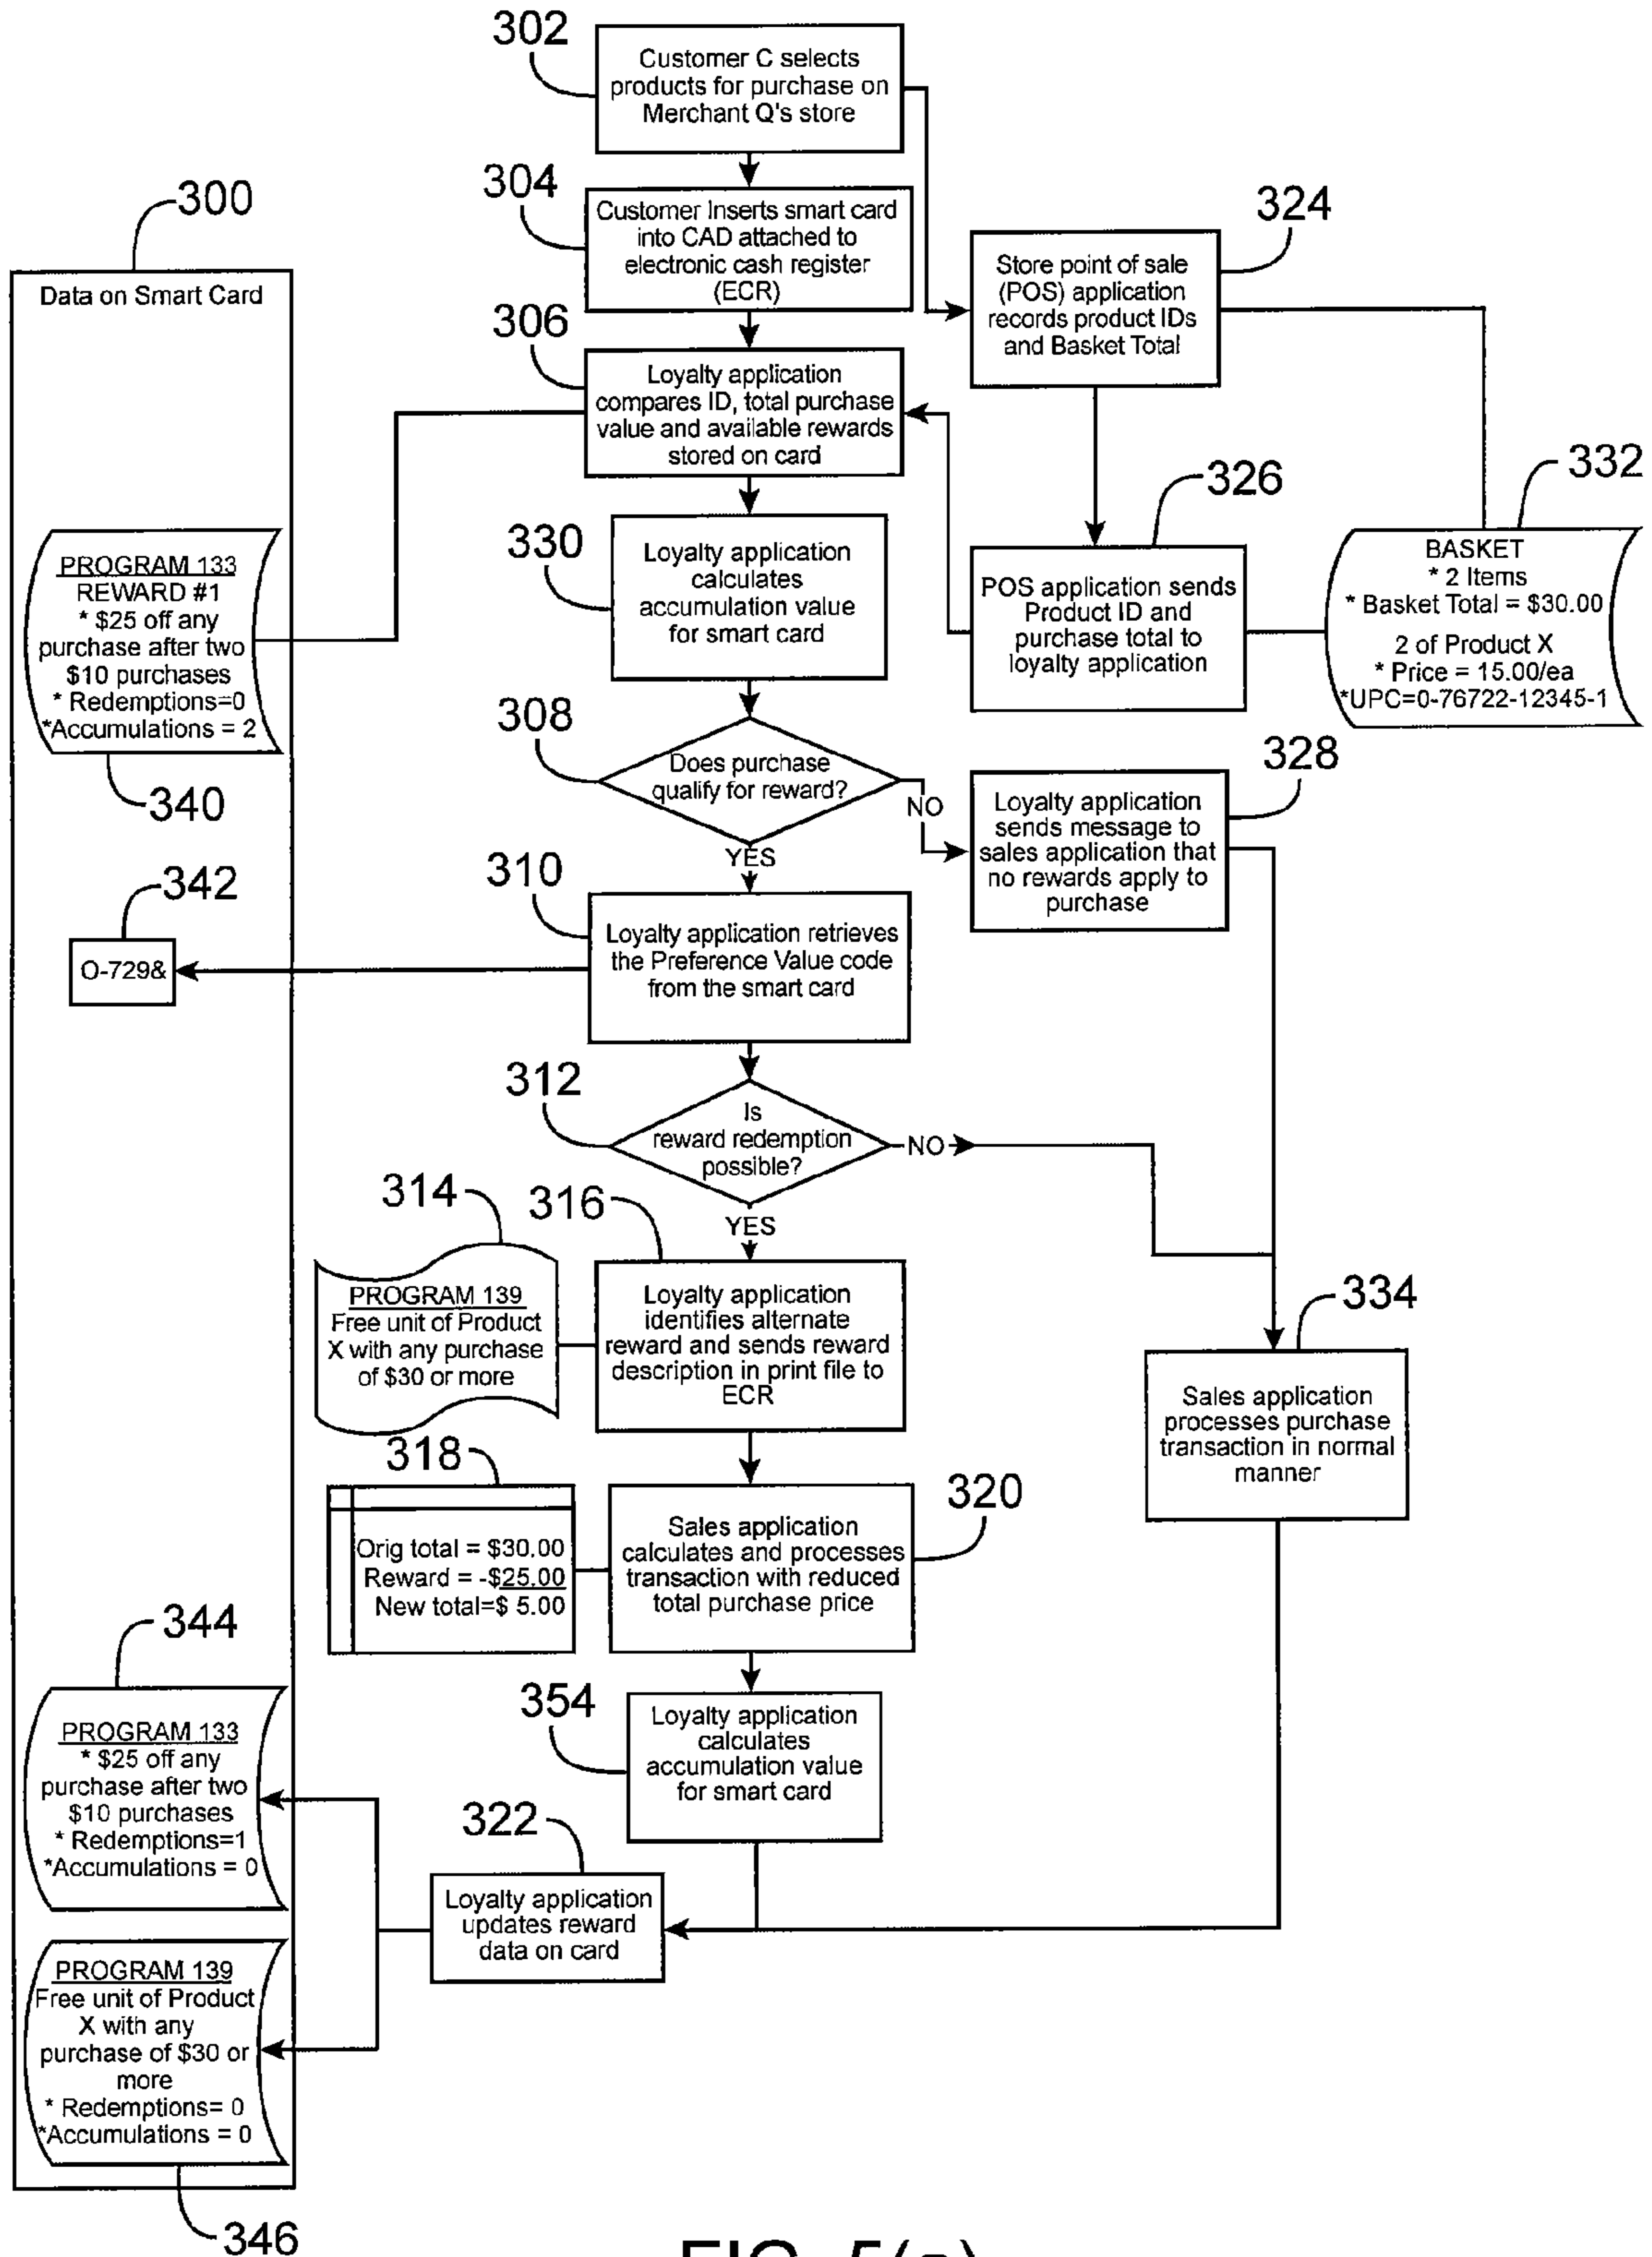 302
Customer C selects
products for purchase on
Merchant Q's store
304
Customer Inserts smart card
into CAD attached to
electronic cash register
(ECR)
300
Data on Smart Card
324
Store point of sale
(POS) application
records product IDs
and Basket Total
306
Loyalty application
compares ID, total purchase
value and available rewards
stored on card
326
POS application sends
Product ID and
purchase total to
loyalty application
332
BASKET
* 2 Items
* Basket Total = $30.00
2 of Product X
* Price = 15.00/ea
*UPC=0-76722-12345-1
330
Loyalty application
calculates
accumulation value
for smart card
PROGRAM 133
REWARD #1
* $25 off any
purchase after two
$10 purchases
* Redemptions=0
*Accumulations = 2
340
308
Does purchase
qualify for reward?
NO
YES
328
Loyalty application
sends message to
sales application that
no rewards apply to
purchase
342
O-729&
310
Loyalty application retrieves
the Preference Value code
from the smart card
312
Is
reward redemption
possible?
NO
YES
314
PROGRAM 139
Free unit of Product
X with any purchase
of $30 or more
316
Loyalty application
identifies alternate
reward and sends reward
description in print file to
ECR
334
Sales application
processes purchase
transaction in normal
manner
318
Orig total = $30.00
Reward = -$25.00
New total=$ 5.00
320
Sales application
calculates and processes
transaction with reduced
total purchase price
344
PROGRAM 133
* $25 off any
purchase after two
$10 purchases
* Redemptions=1
*Accumulations = 0
354
Loyalty application
calculates
accumulation value
for smart card
322
Loyalty application
updates reward
data on card
PROGRAM 139
Free unit of Product
X with any
purchase of $30 or
more
* Redemptions= 0
*Accumulations = 0
346
FIG. 5(a)